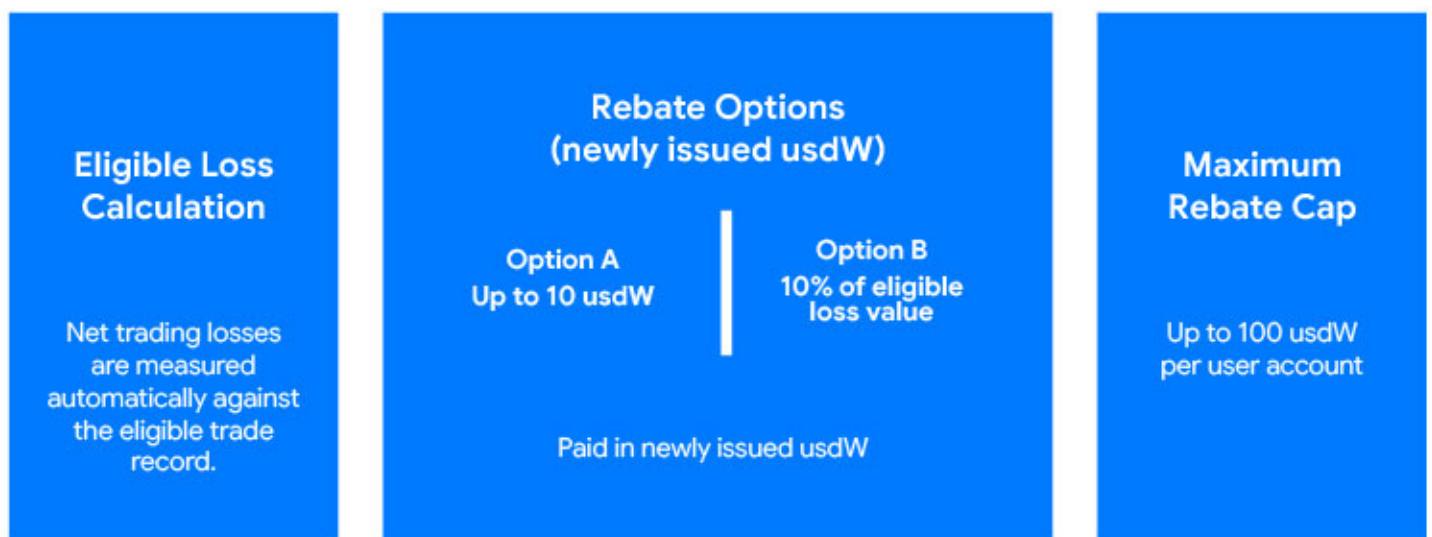 Eligible Loss
Calculation
Net trading losses
are measured
automatically against
the eligible trade
record.
Rebate Options
(newly issued usdW)
Option A
Up to 10 usdW
Option B
10% of eligible
loss value
Paid in newly issued usdW
Maximum
Rebate Cap
Up to 100 usdW
per user account